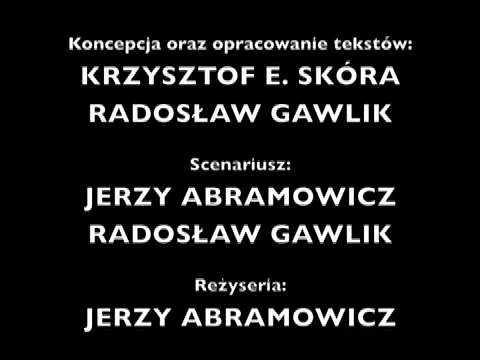 Koncepcja oraz opracowanie tekstów:
KRZYSZTOF E. SKÓRA
RADOSŁAW GAWLIK
Scenariusz:
JERZY ABRAMOWICZ
RADOSŁAW GAWLIK
Reżyseria:
JERZY ABRAMOWICZ